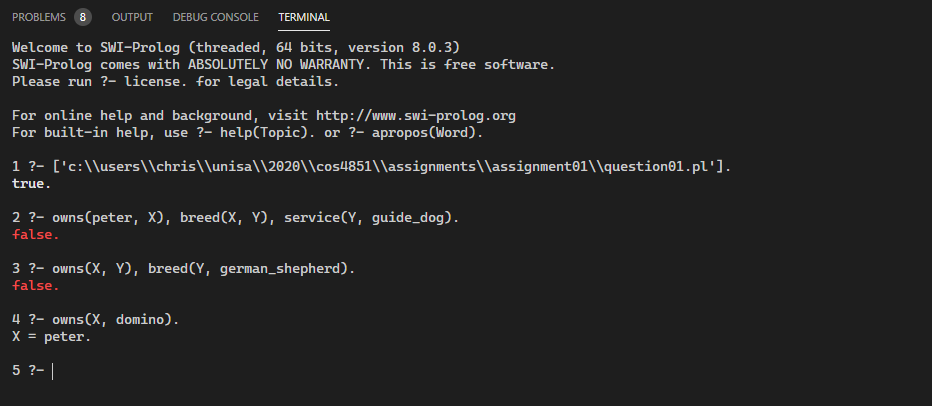 PROBLEMS 8 OUTPUT DEBUG CONSOLE TERMINAL
Welcome to SWI-Prolog (threaded, 64 bits, version 8.0.3)
SWI-Prolog comes with ABSOLUTELY NO WARRANTY. This is free software.
Please run ?- license. for legal details.
For online help and background, visit http://www.swi-prolog.org
For built-in help, use ?- help(Topic). or ?- apropos(Word).
1 ?- ['c:\\users\\chris\\unisa\\2020\\cos4851\\assignments\\assignment01\\question01.pl'].
true.
2 ?- owns(peter, X), breed(X, Y), service(Y, guide_dog).
false.
3 ?- owns(X, Y), breed(Y, german_shepherd).
false.
4 ?- owns(X, domino).
X = peter.
5 ?-